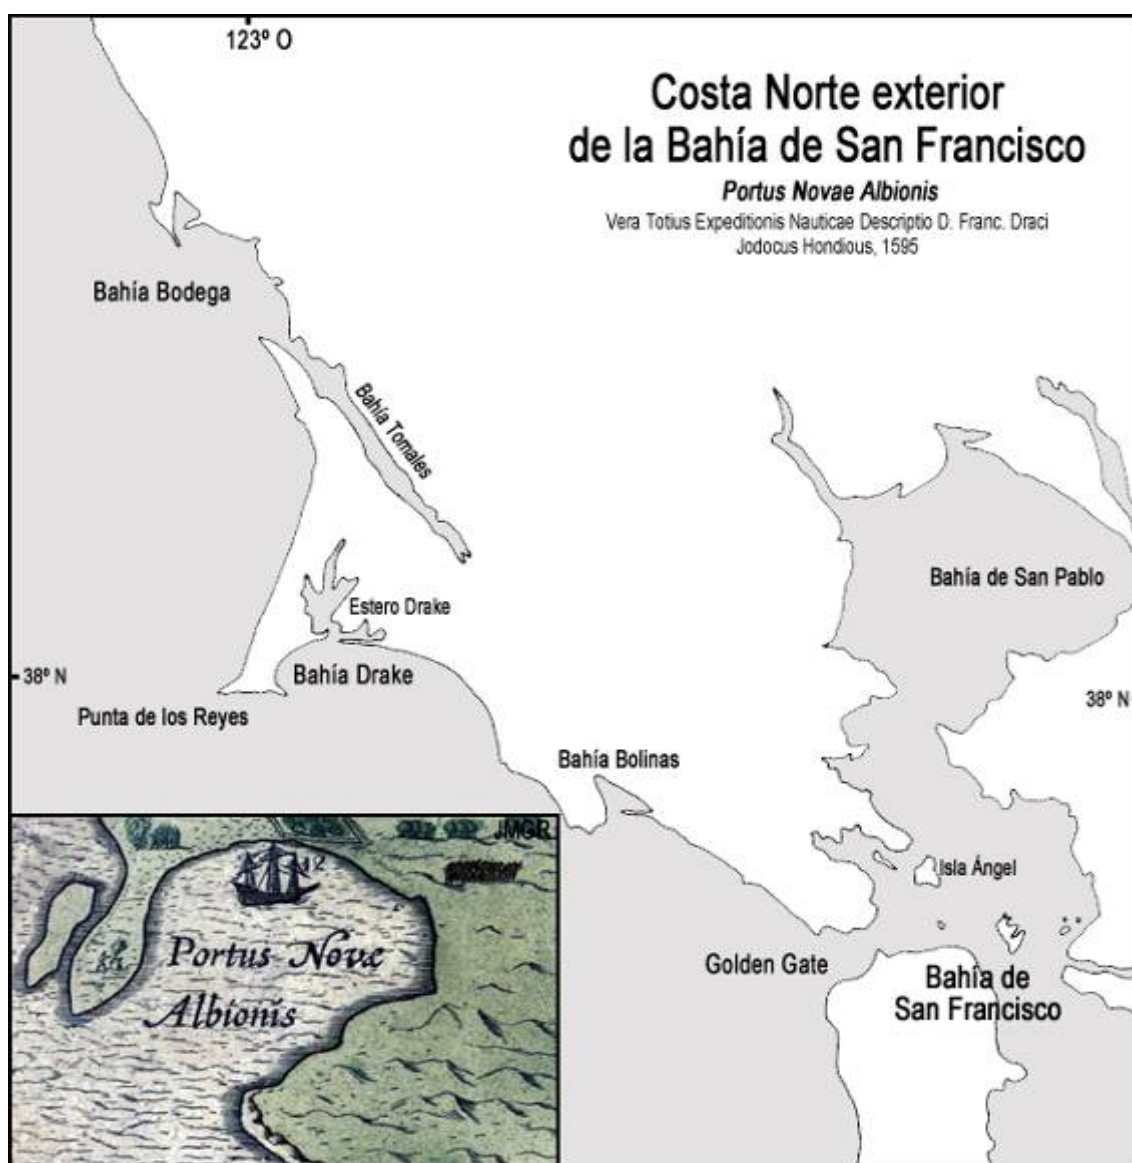 123º O
Costa Norte exterior
de la Bahía de San Francisco
Portus Novae Albionis
Vera Totius Expeditionis Nauticae Descriptio D. Franc. Draci
Jodocus Hondious, 1595
Bahía Bodega
Bahía Tomales
Bahía de San Pablo
Estero Drake
38º N
Bahía Drake
38º N
Punta de los Reyes
Bahía Bolinas
JMGR
Isla Ángel
Portus Novæ
Albionis
Golden Gate
Bahía de
San Francisco